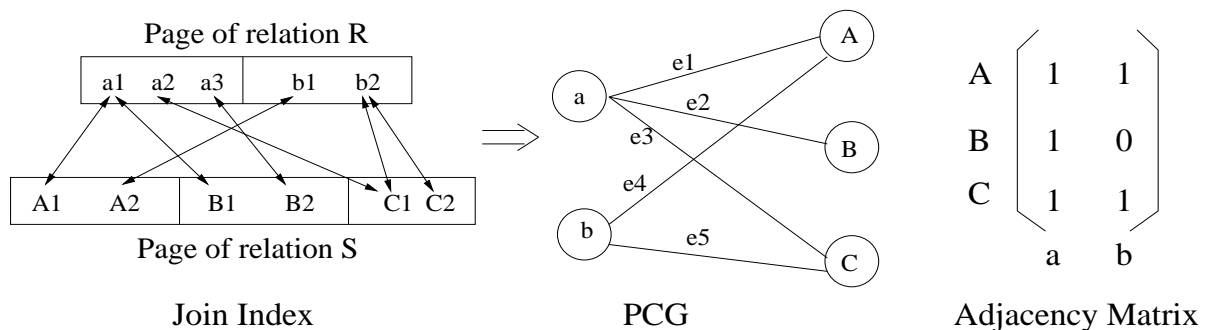 Page of relation R
a1 a2 a3 b1 b2
A1 A2 B1 B2 C1 C2
Page of relation S
Join Index
a
b
A
B
C
e1
e2
e3
e4
e5
PCG
A 1 1
B 1 0
C 1 1
a b
Adjacency Matrix